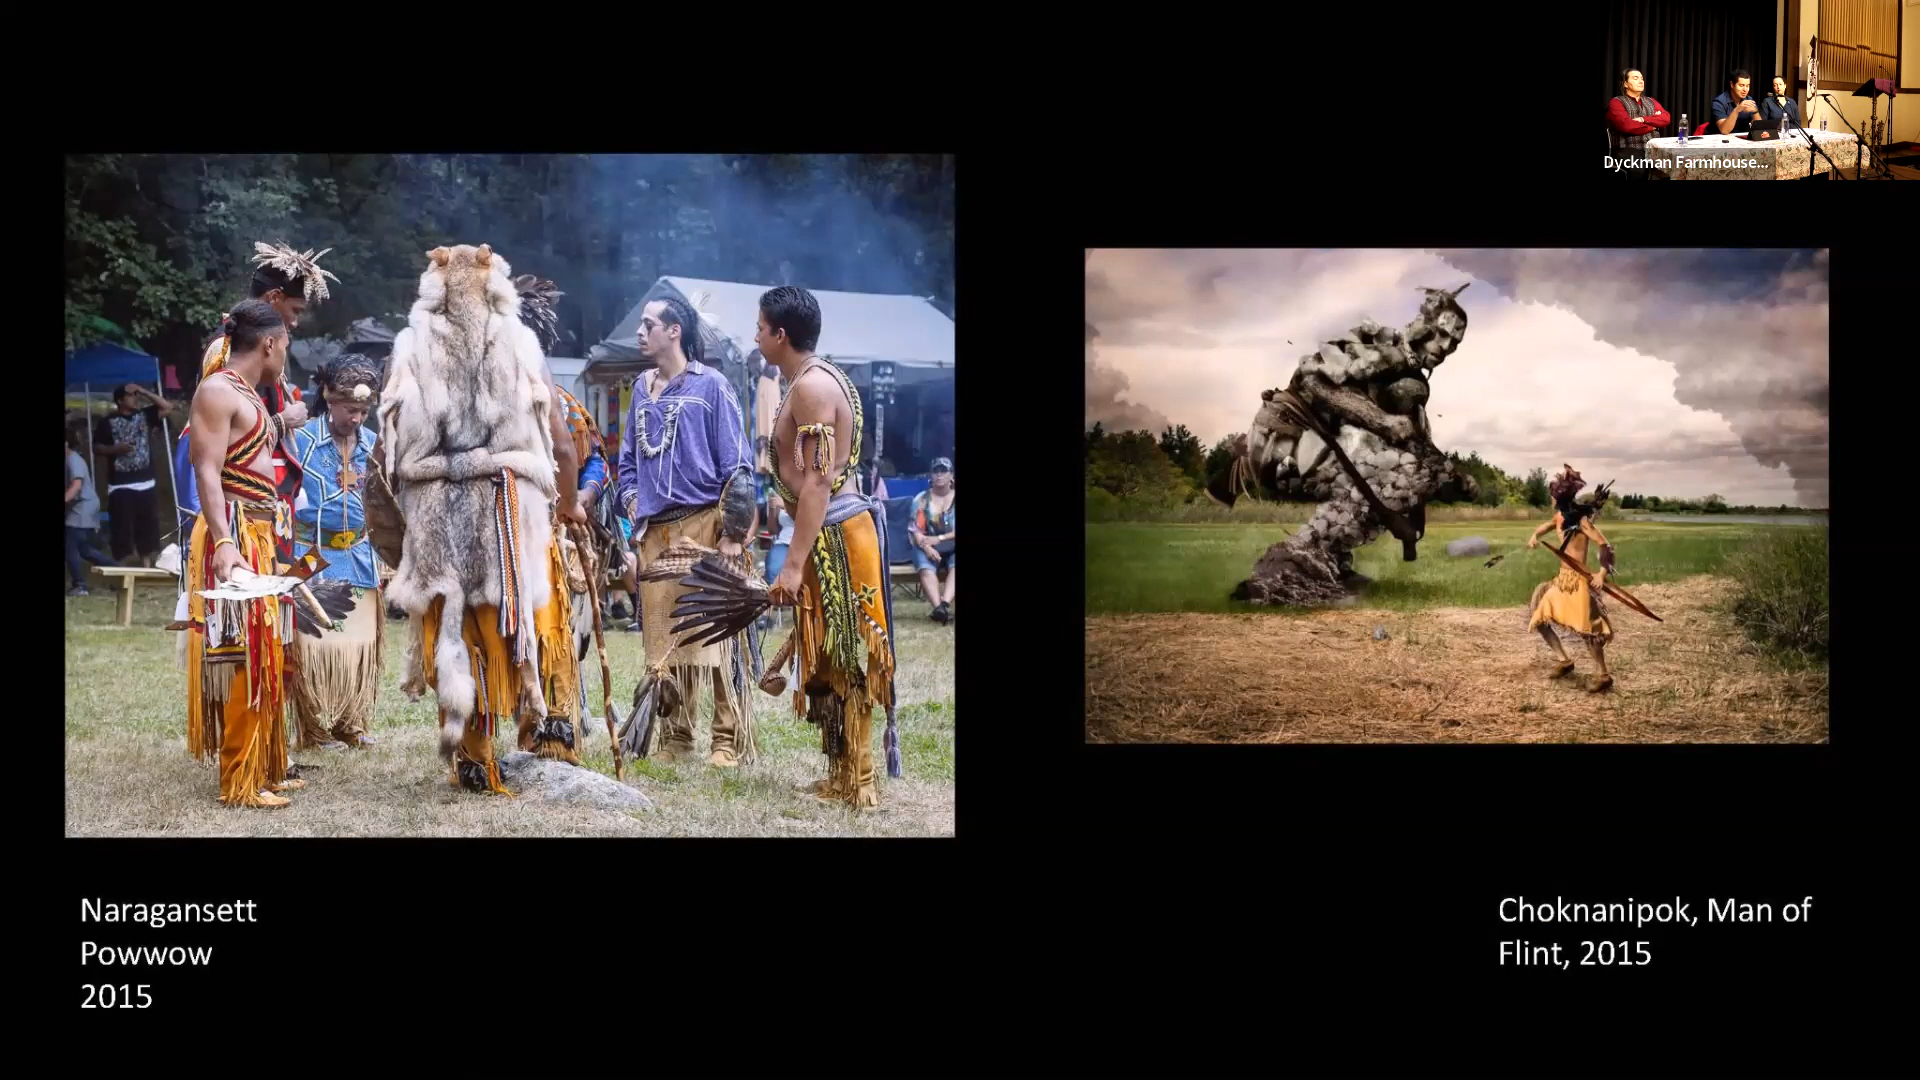 Dyckman Farmhouse...
Naragansett
Powwow
2015
Choknanipok, Man of
Flint, 2015